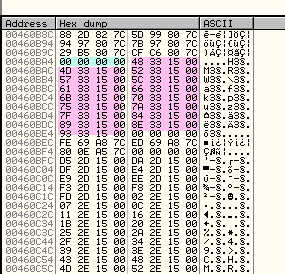 Address Hex dump ASCII
00460B8C 88 2D 82 7C 5D 99 80 7C ê-é|]ÖÇ|
00460B94 94 97 80 7C 7B 97 80 7C öùÇ|{ùÇ|
00460B9C 29 B5 80 7C CF C6 80 7C )╡Ç|╧╞Ç|
00460BA4 00 00 00 00 48 33 15 00 ....H3§.
00460BAC 4D 33 15 00 52 33 15 00 M3§.R3§.
00460BB4 57 33 15 00 5C 33 15 00 W3§.\3§.
00460BBC 61 33 15 00 66 33 15 00 a3§.f3§.
00460BC4 6B 33 15 00 70 33 15 00 k3§.p3§.
00460BCC 75 33 15 00 7A 33 15 00 u3§.z3§.
00460BD4 7F 33 15 00 84 33 15 00 ⌂3§.ä3§.
00460BDC 89 33 15 00 8E 33 15 00 ë3§.Ä3§.
00460BE4 93 33 15 00 00 00 00 00 ô3§.....
00460BEC FE 69 A8 7C ED 69 A8 7C
00460BF4 30 0E A5 7C 00 00 00 00
00460BFC D5 2D 15 00 DA 2D 15 00 ╒-§.┌-§.
00460C04 DF 2D 15 00 E4 2D 15 00 ▀-§.Σ-§.
00460C0C E9 2D 15 00 EE 2D 15 00
00460C14 F3 2D 15 00 F8 2D 15 00
00460C1C FD 2D 15 00 02 2E 15 00
00460C24 07 2E 15 00 0C 2E 15 00
00460C2C 11 2E 15 00 16 2E 15 00
00460C34 1B 2E 15 00 20 2E 15 00
00460C3C 25 2E 15 00 2A 2E 15 00 %.§.*.§.
00460C44 2F 2E 15 00 34 2E 15 00 /.§.4.§.
00460C4C 39 2E 15 00 3E 2E 15 00 9.§.>.§.
00460C54 43 2E 15 00 48 2E 15 00 C.§.H.§.
00460C5C 4D 2E 15 00 52 2E 15 00 M.§.R.§.